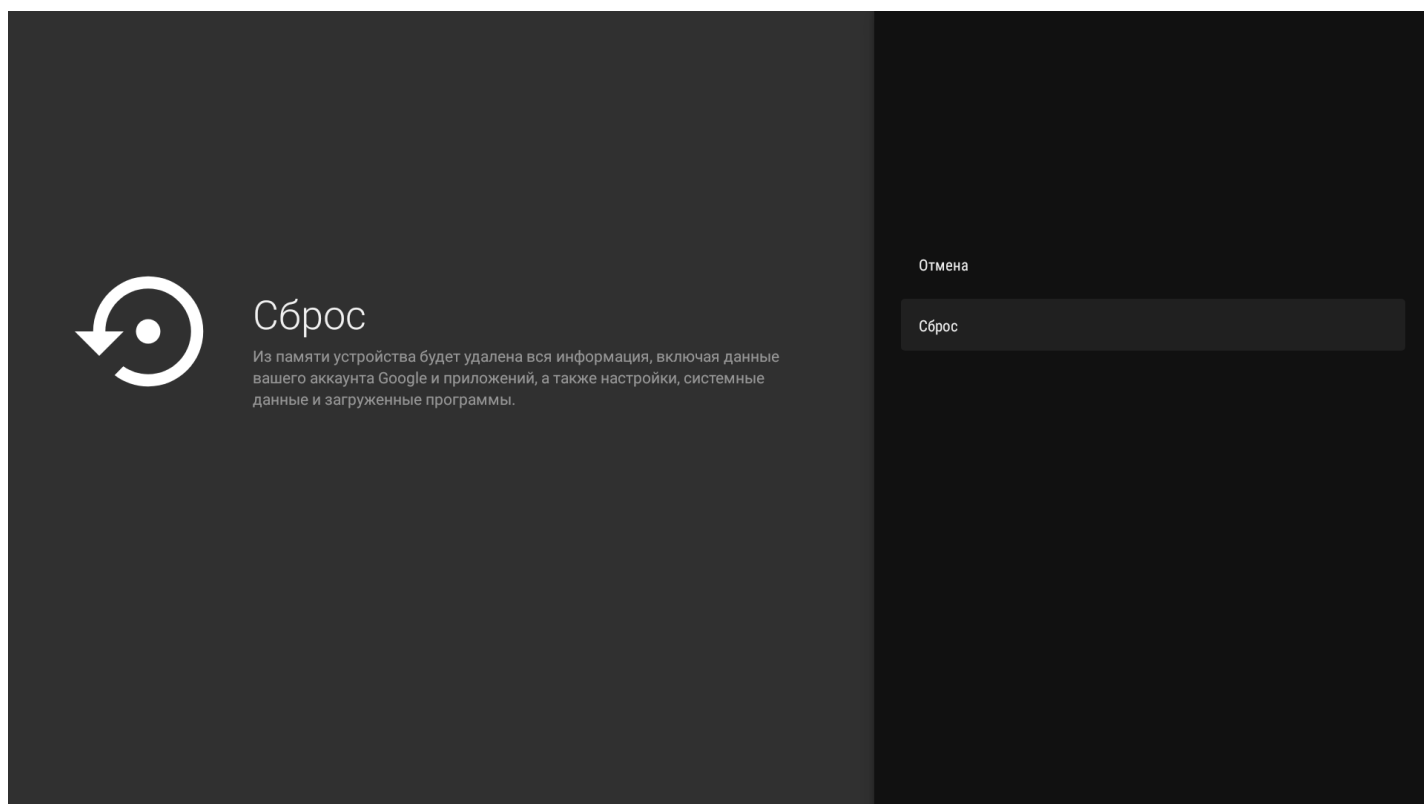 Сброс
Из памяти устройства будет удалена вся информация, включая данные
вашего аккаунта Google и приложений, а также настройки, системные
данные и загруженные программы.
Отмена
Сброс